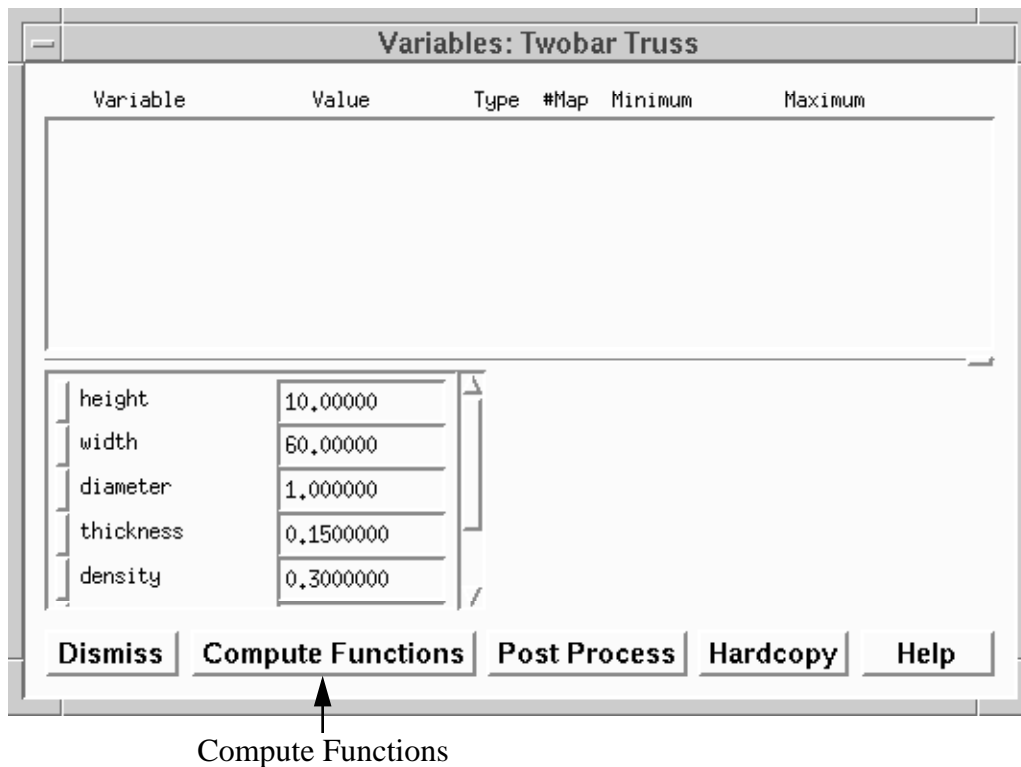 Variables: Twobar Truss
Variable Value Type #Map Minimum Maximum
height 10.00000
width 60.00000
diameter 1.000000
thickness 0.1500000
density 0.3000000
Dismiss Compute Functions Post Process Hardcopy Help
Compute Functions